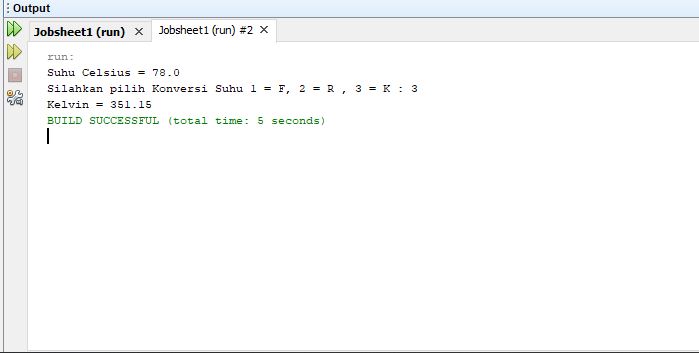 Output
Jobsheet1 (run) × Jobsheet1 (run) #2 ×
run:
Suhu Celsius = 78.0
Silahkan pilih Konversi Suhu 1 = F, 2 = R , 3 = K : 3
Kelvin = 351.15
BUILD SUCCESSFUL (total time: 5 seconds)